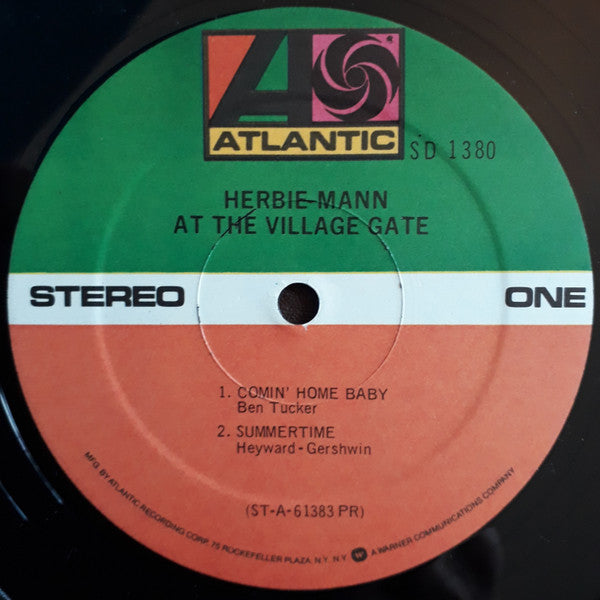 ATLANTIC
SD 1380
HERBIE MANN
AT THE VILLAGE GATE
STEREO
ONE
1. COMIN' HOME BABY
Ben Tucker
2. SUMMERTIME
Heyward-Gershwin
(ST-A-61383 PR)
MFG. BY ATLANTIC RECORDING CORP. 75 ROCKEFELLER PLAZA, N.Y. N.Y. W A WARNER COMMUNICATIONS COMPANY